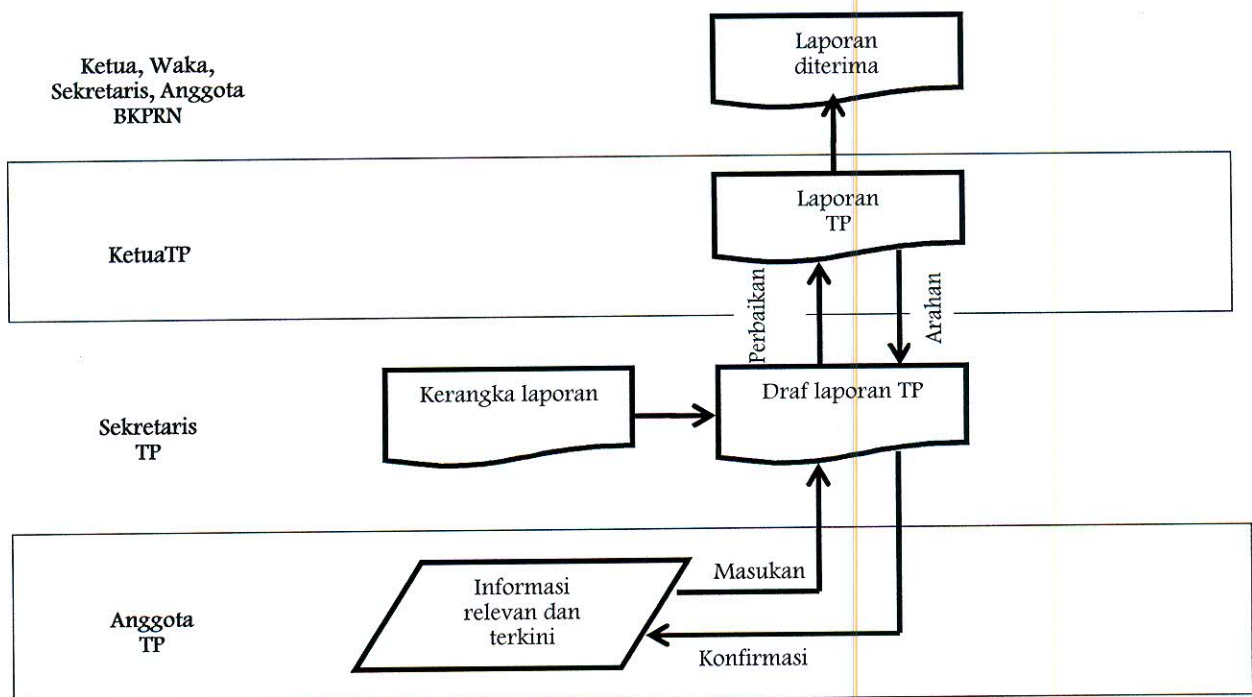 Ketua, Waka,
Sekretaris, Anggota
BKPRN
Laporan
diterima
KetuaTP
Laporan
TP
Perbaikan
Arahan
Sekretaris
TP
Kerangka laporan
Draf laporan TP
Anggota
TP
Informasi
relevan dan
terkini
Masukan
Konfirmasi